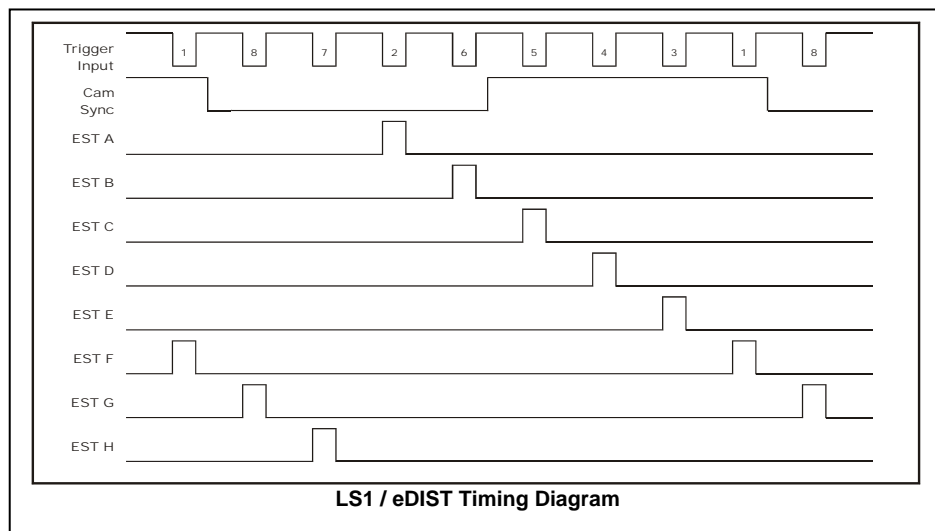 Trigger
Input
1 8 7 2 6 5 4 3 1 8
Cam
Sync
EST A
EST B
EST C
EST D
EST E
EST F
EST G
EST H
LS1 / eDIST Timing Diagram